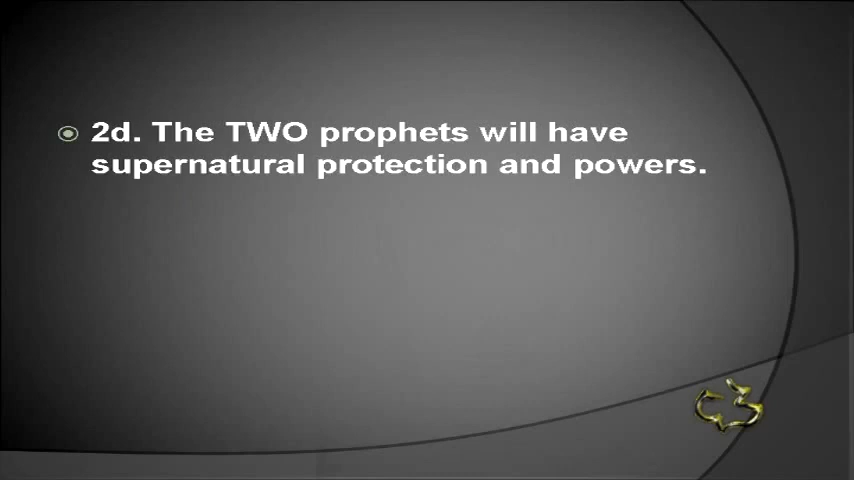 2d. The TWO prophets will have
supernatural protection and powers.